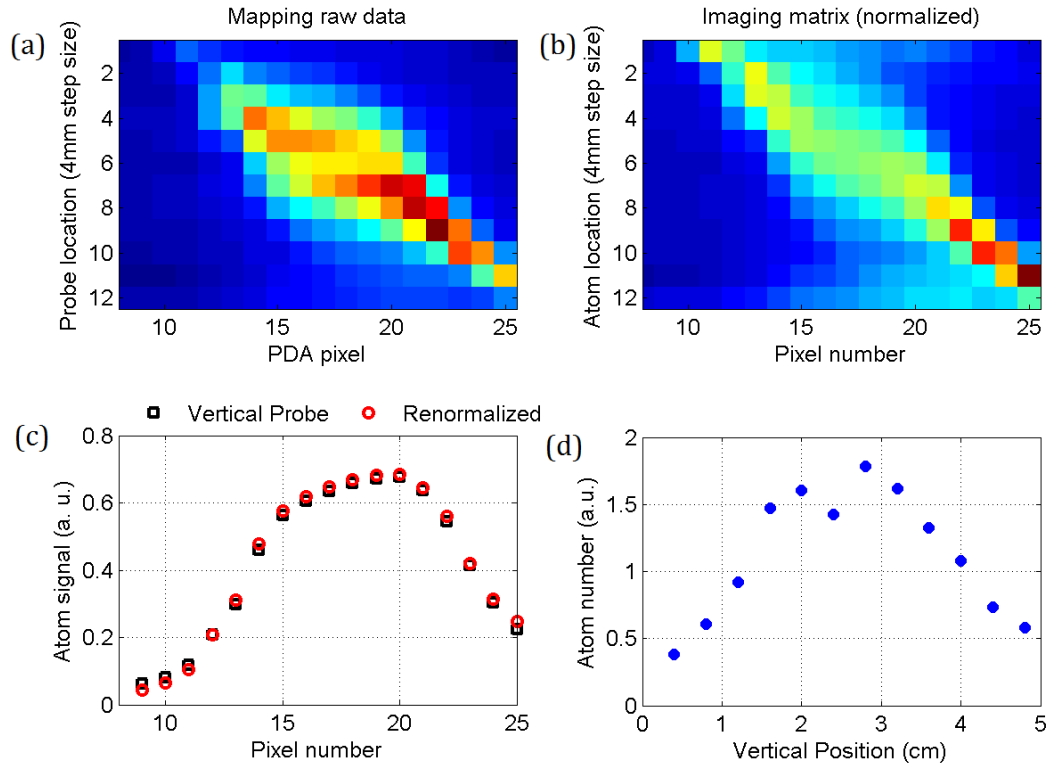 Mapping raw data
(a)
Probe location (4mm step size)
2
4
6
8
10
12
10
15
20
25
PDA pixel
Imaging matrix (normalized)
(b)
Atom location (4mm step size)
2
4
6
8
10
12
10
15
20
25
Pixel number
Vertical Probe
Renormalized
(c)
Atom signal (a. u.)
0.8
0.6
0.4
0.2
0
10
15
20
25
Pixel number
(d)
Atom number (a.u.)
2
1.5
1
0.5
0
0
1
2
3
4
5
Vertical Position (cm)